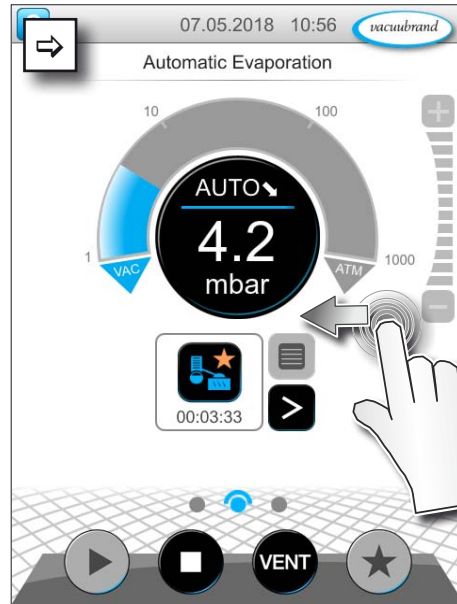 07.05.2018 10:56 vacuubrand
Automatic Evaporation
10 100
AUTO
4.2
mbar
1 VAC ATM 1000
00:03:33
VENT